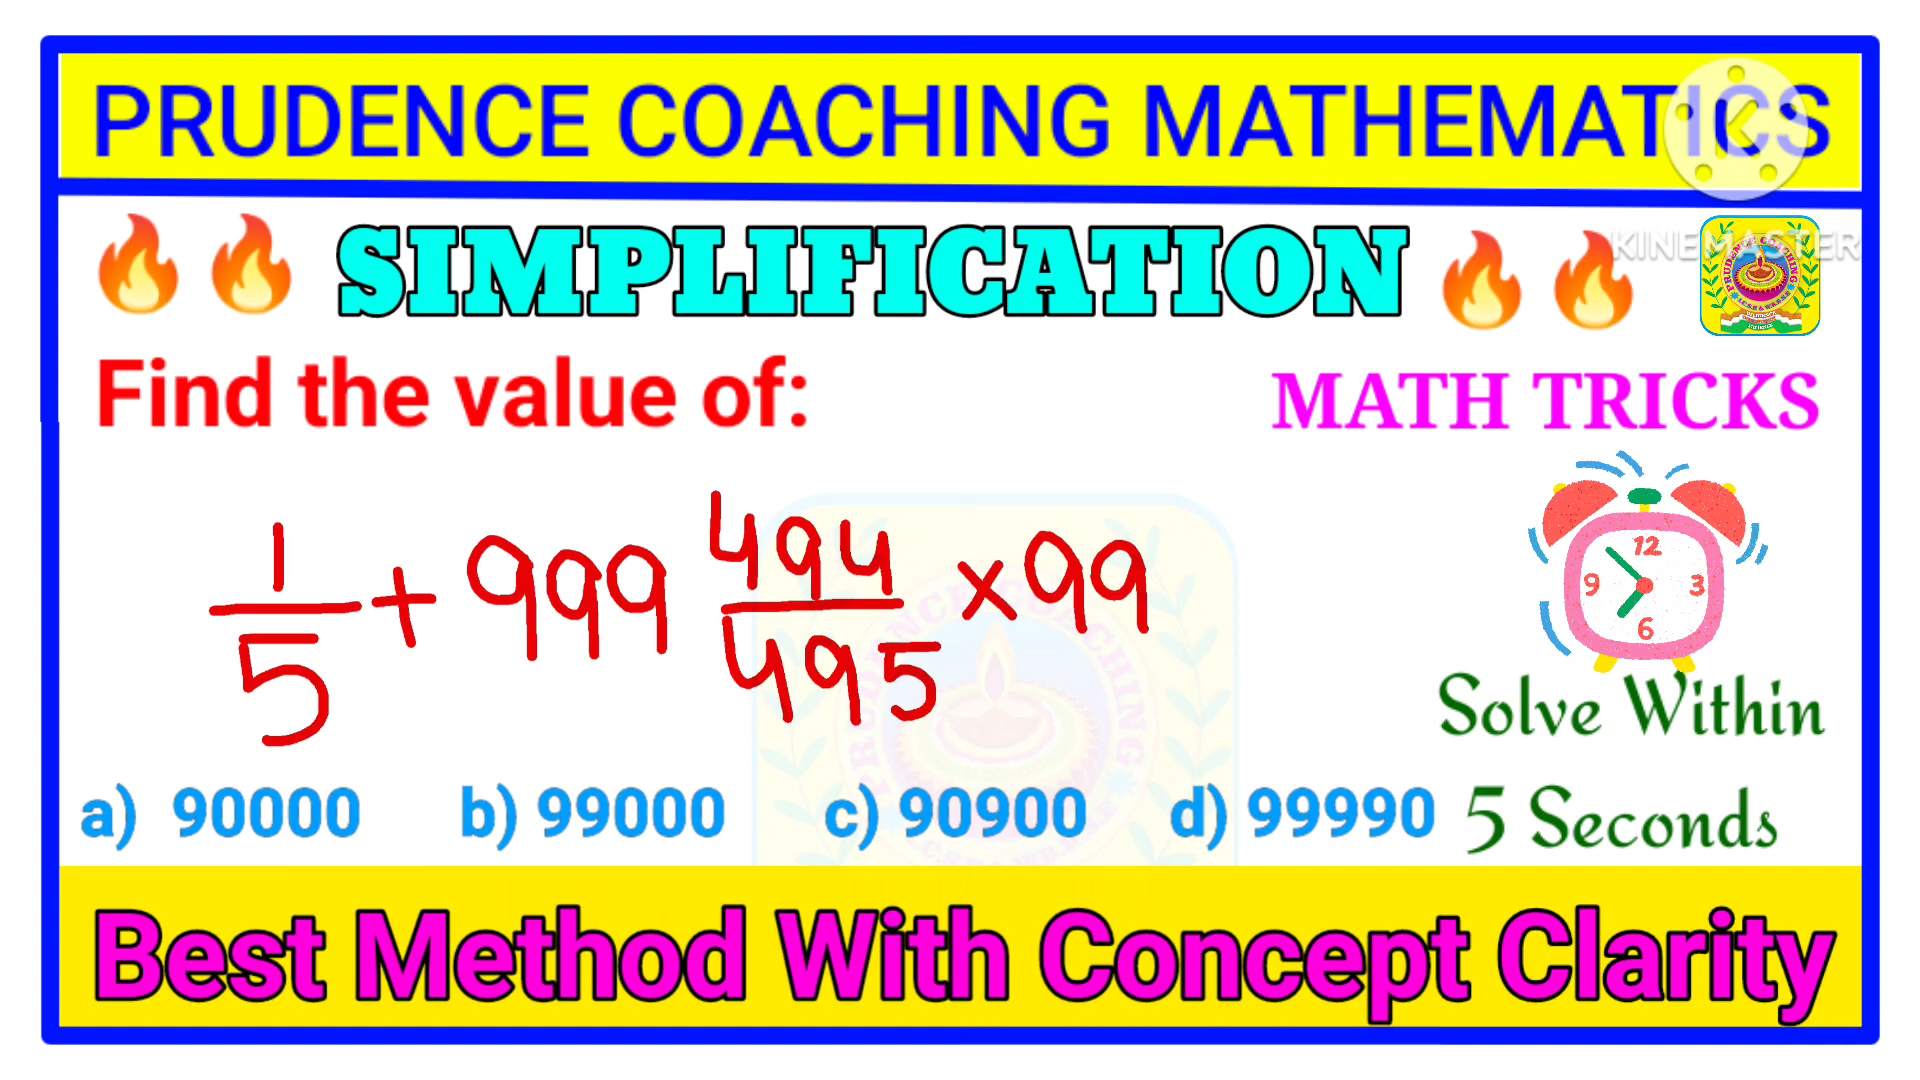 PRUDENCE COACHING MATHEMATICS
SIMPLIFICATION
KINEMASTER
Find the value of:
MATH TRICKS
1/5 + 999 494/495 × 99
12
9 3
6
Solve Within
5 Seconds
a) 90000 b) 99000 c) 90900 d) 99990
Best Method With Concept Clarity